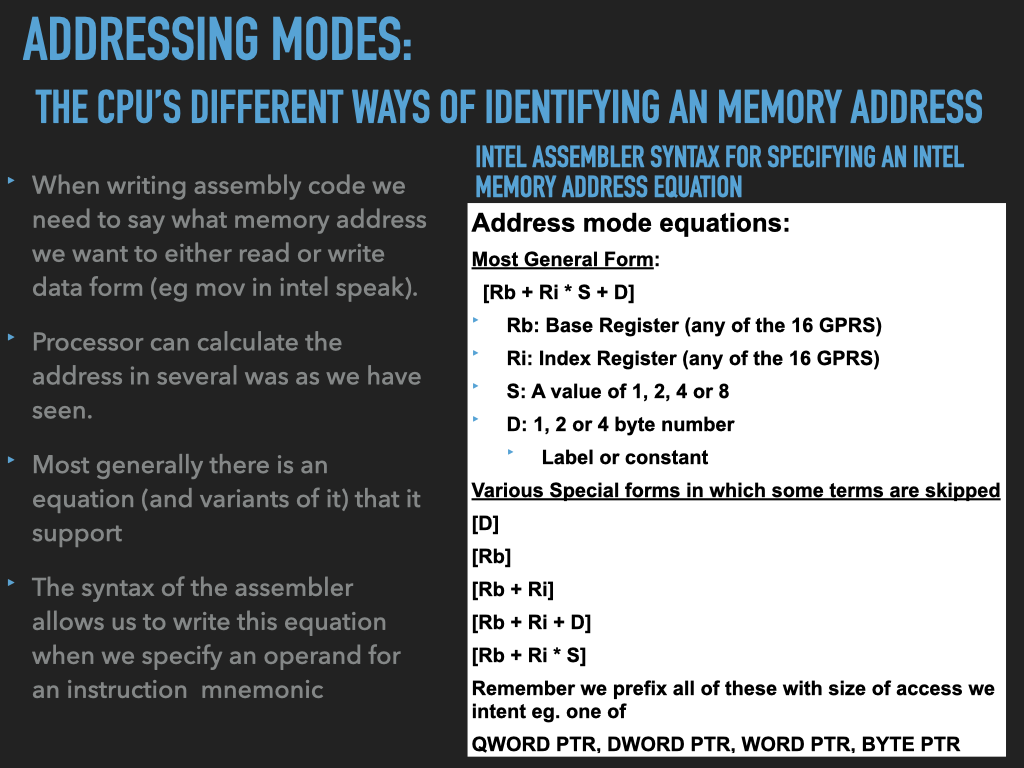 ADDRESSING MODES:
THE CPU'S DIFFERENT WAYS OF IDENTIFYING AN MEMORY ADDRESS
When writing assembly code we
need to say what memory address
we want to either read or write
data form (eg mov in intel speak).
Processor can calculate the
address in several was as we have
seen.
Most generally there is an
equation (and variants of it) that it
support
The syntax of the assembler
allows us to write this equation
when we specify an operand for
an instruction mnemonic
INTEL ASSEMBLER SYNTAX FOR SPECIFYING AN INTEL
MEMORY ADDRESS EQUATION
Address mode equations:
Most General Form:
[Rb + Ri * S + D]
Rb: Base Register (any of the 16 GPRS)
Ri: Index Register (any of the 16 GPRS)
S: A value of 1, 2, 4 or 8
D: 1, 2 or 4 byte number
Label or constant
Various Special forms in which some terms are skipped
[D]
[Rb]
[Rb + Ri]
[Rb + Ri + D]
[Rb + Ri * S]
Remember we prefix all of these with size of access we
intent eg. one of
QWORD PTR, DWORD PTR, WORD PTR, BYTE PTR